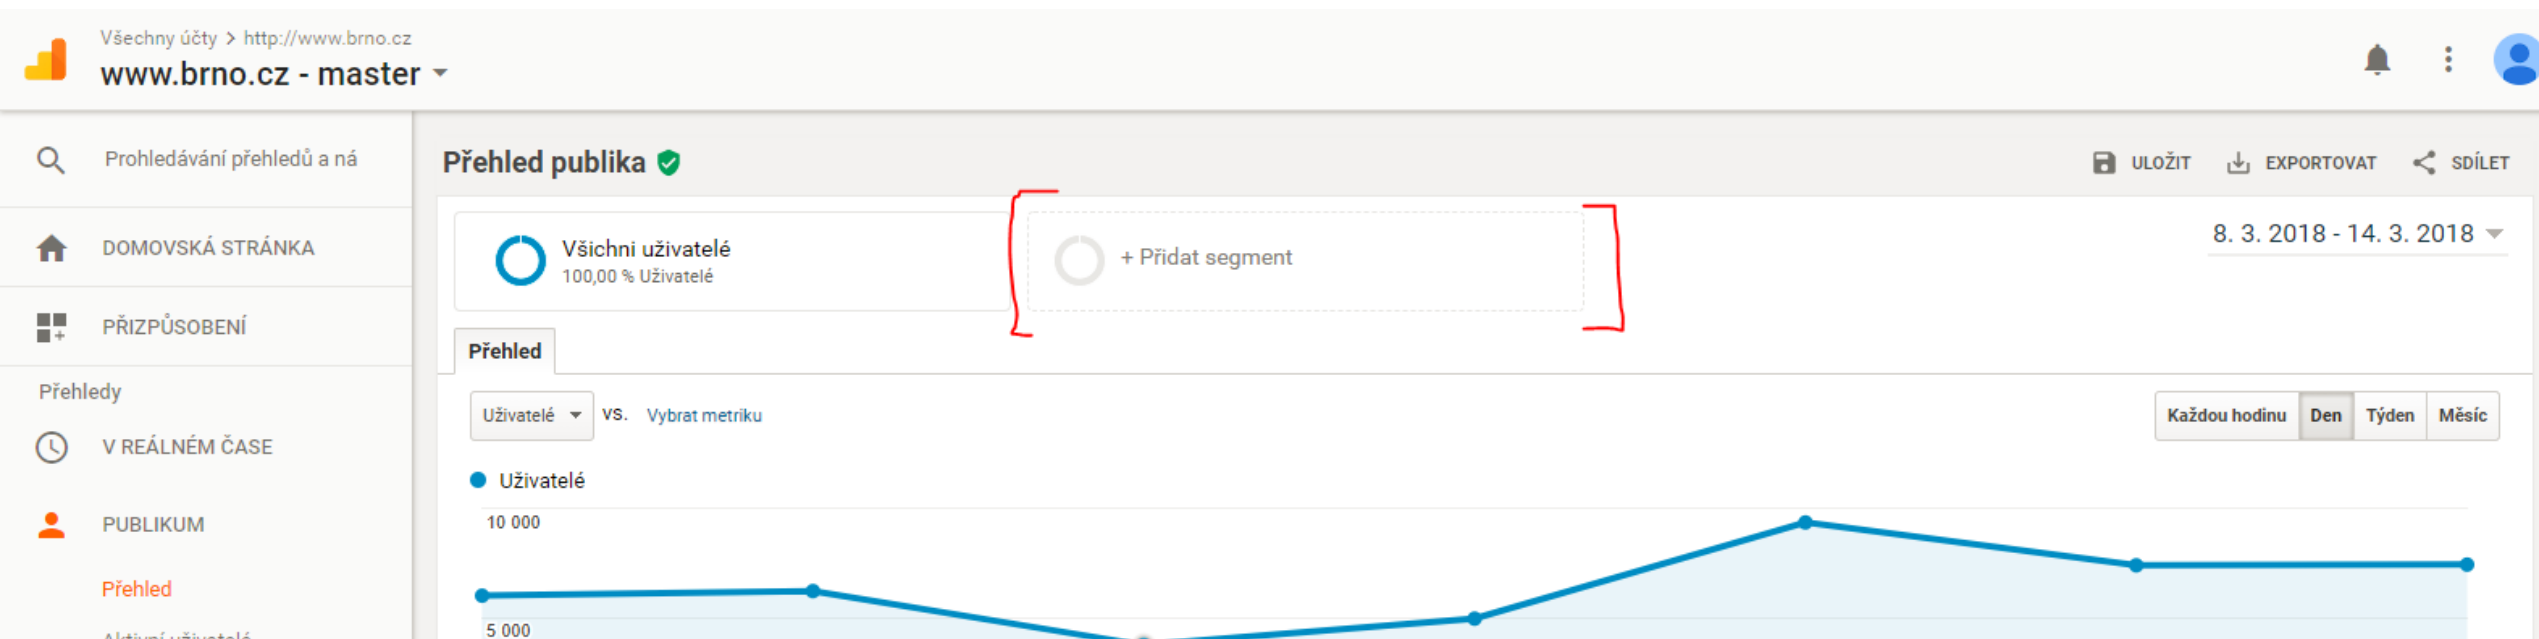 Všechny účty > http://www.brno.cz
www.brno.cz - master
Prohledávání přehledů a ná
Přehled publika
ULOŽIT
EXPORTOVAT
SDÍLET
Všichni uživatelé
100,00 % Uživatelé
+ Přidat segment
8. 3. 2018 - 14. 3. 2018
DOMOVSKÁ STRÁNKA
PŘIZPŮSOBENÍ
Přehledy
V REÁLNÉM ČASE
PUBLIKUM
Přehled
Aktivní uživatelé
Přehled
Uživatelé vs. Vybrat metriku
Každou hodinu Den Týden Měsíc
Uživatelé
10 000
5 000